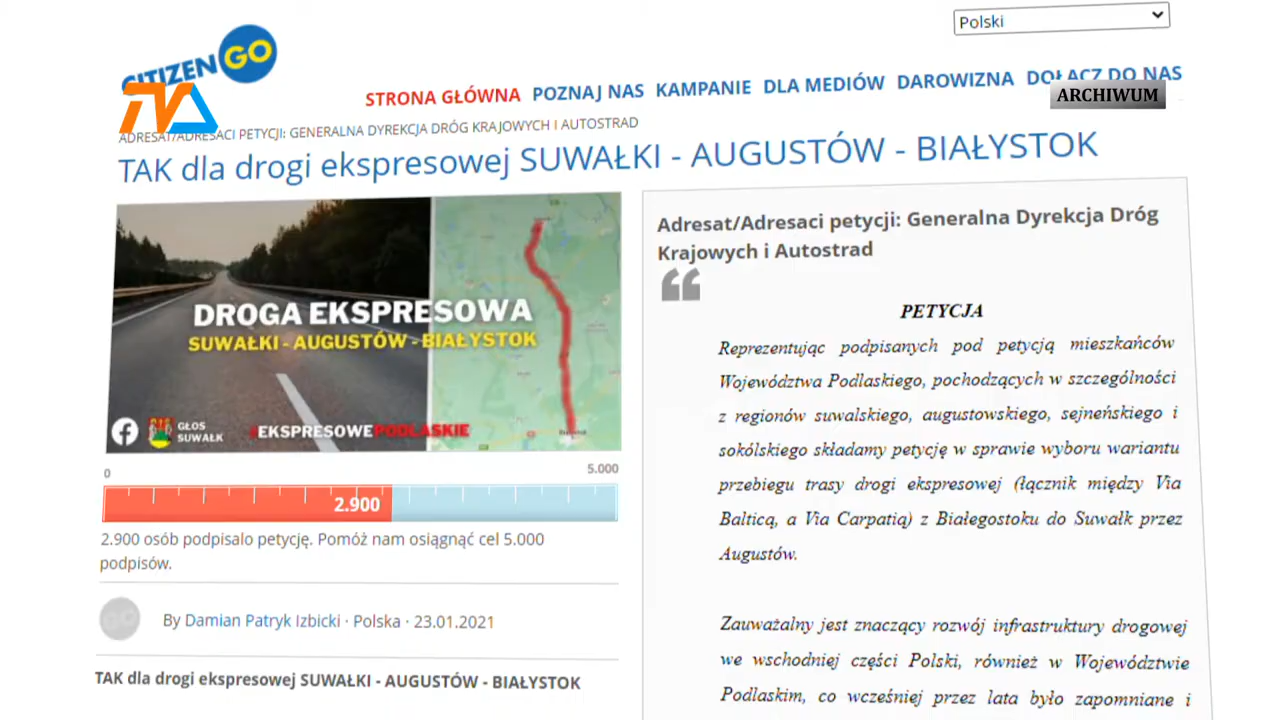 Polski
CITIZEN GO
TVA
STRONA GŁÓWNA POZNAJ NAS KAMPANIE DLA MEDIÓW DAROWIZNA DOŁĄCZ DO NAS
ARCHIWUM
ADRESAT/ADRESACI PETYCJI: GENERALNA DYREKCJA DRÓG KRAJOWYCH I AUTOSTRAD
TAK dla drogi ekspresowej SUWAŁKI - AUGUSTÓW - BIAŁYSTOK
DROGA EKSPRESOWA
SUWAŁKI - AUGUSTÓW - BIAŁYSTOK
GŁOS
SUWAŁK
#EKSPRESOWEPODLASKIE
0 5.000
2.900
2.900 osób podpisalo petycję. Pomóż nam osiągnąć cel 5.000
podpisów.
GO
By Damian Patryk Izbicki · Polska · 23.01.2021
TAK dla drogi ekspresowej SUWAŁKI - AUGUSTÓW - BIAŁYSTOK
Adresat/Adresaci petycji: Generalna Dyrekcja Dróg
Krajowych i Autostrad
PETYCJA
Reprezentując podpisanych pod petycją mieszkańców
Województwa Podlaskiego, pochodzących w szczególności
z regionów suwalskiego, augustowskiego, sejneńskiego i
sokólskiego składamy petycję w sprawie wyboru wariantu
przebiegu trasy drogi ekspresowej (łącznik między Via
Balticą, a Via Carpatią) z Białegostoku do Suwałk przez
Augustów.
Zauważalny jest znaczący rozwój infrastruktury drogowej
we wschodniej części Polski, również w Województwie
Podlaskim, co wcześniej przez lata było zapomniane i